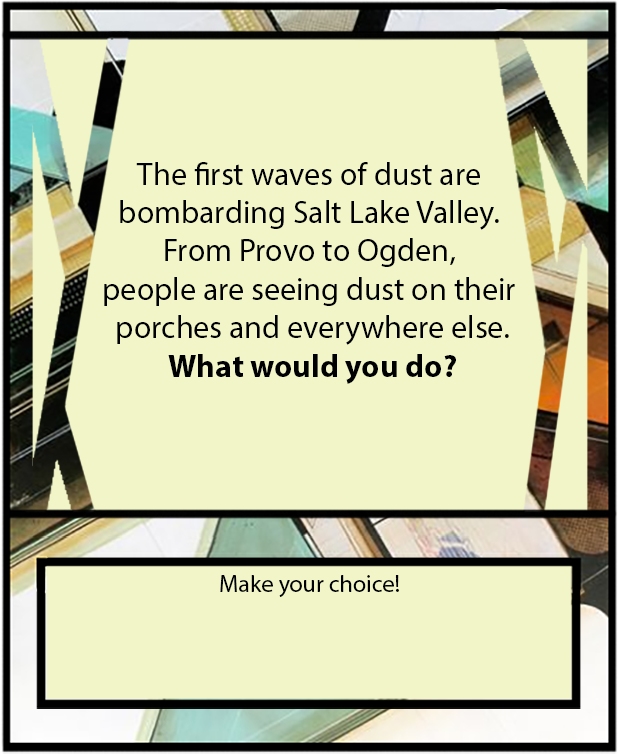 The first waves of dust are
bombarding Salt Lake Valley.
From Provo to Ogden,
people are seeing dust on their
porches and everywhere else.
What would you do?
Make your choice!